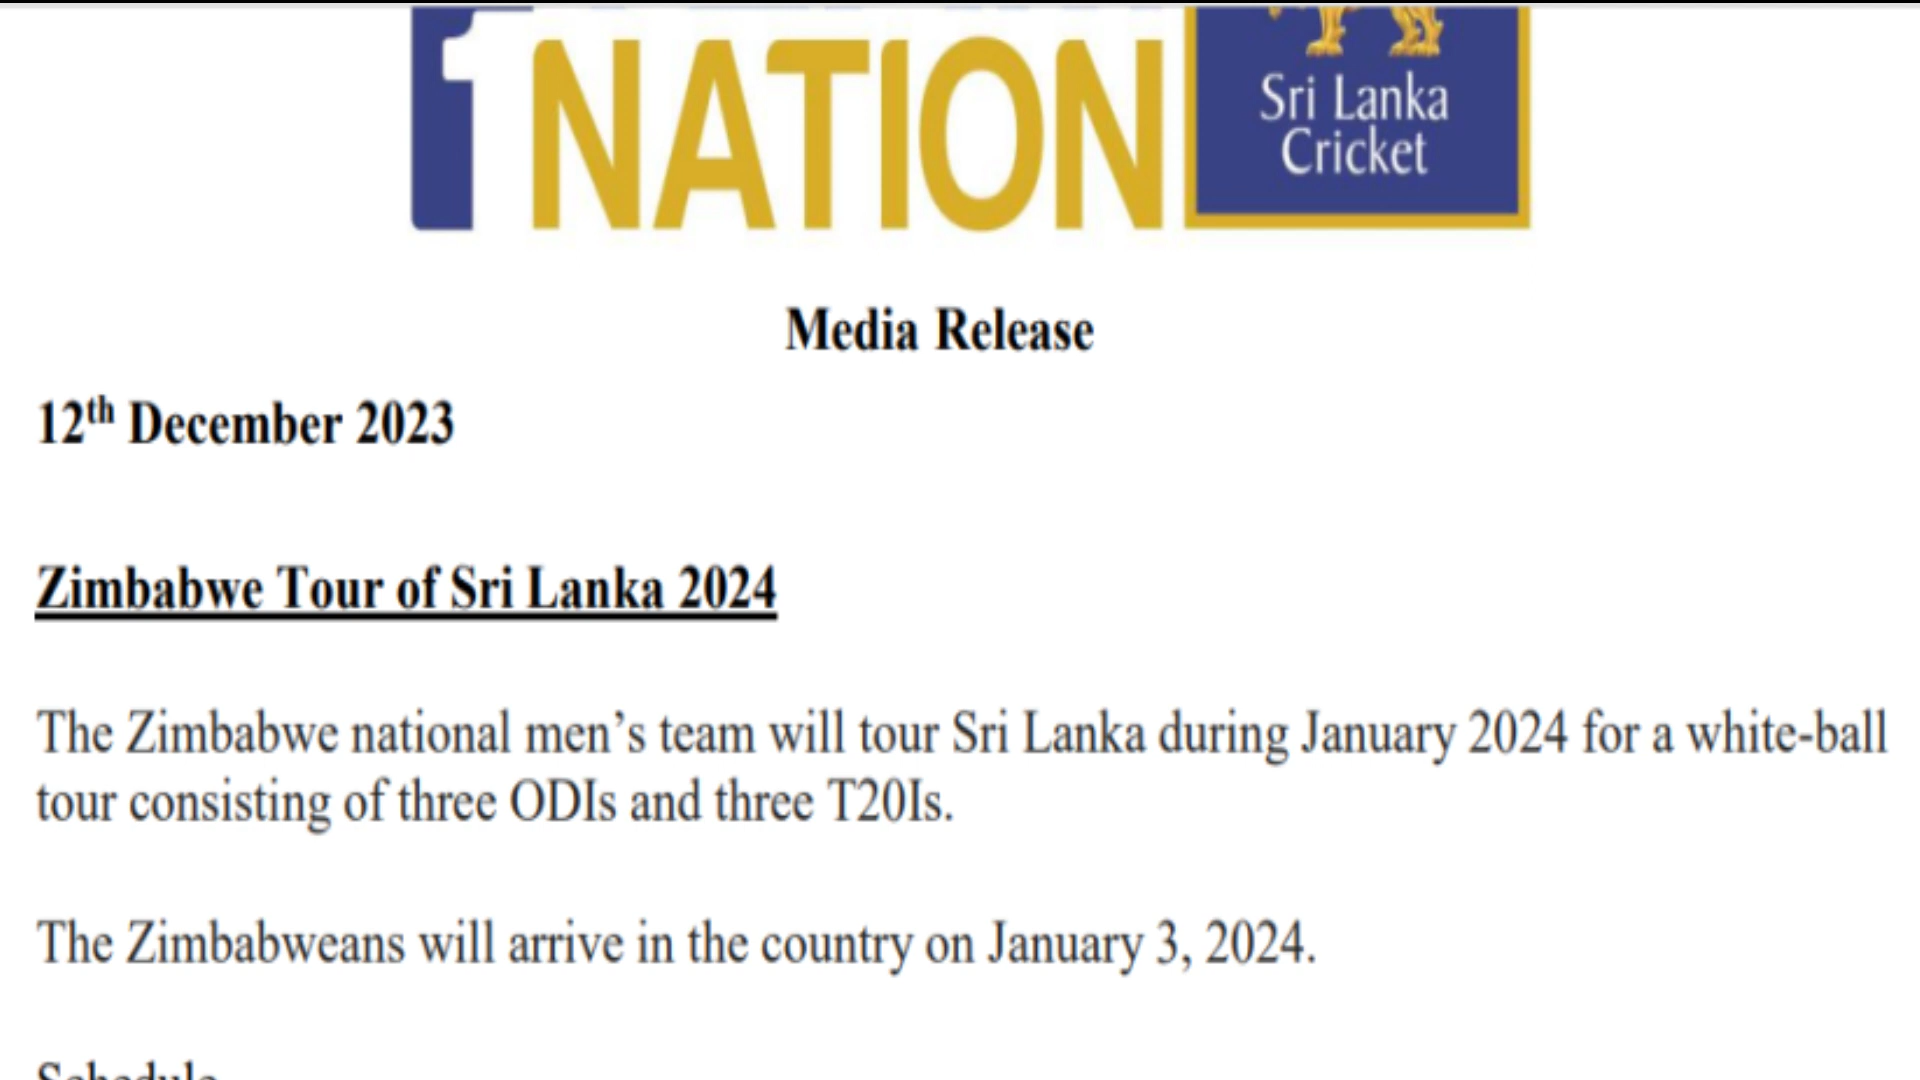 1 NATION
Sri Lanka
Cricket
Media Release
12th December 2023
Zimbabwe Tour of Sri Lanka 2024
The Zimbabwe national men’s team will tour Sri Lanka during January 2024 for a white-ball
tour consisting of three ODIs and three T20Is.
The Zimbabweans will arrive in the country on January 3, 2024.
Schedule